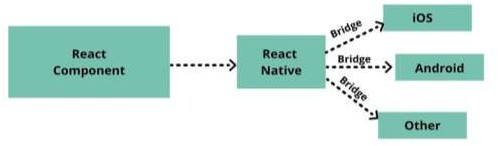 React
Component
React
Native
Bridge
iOS
Bridge
Android
Bridge
Other